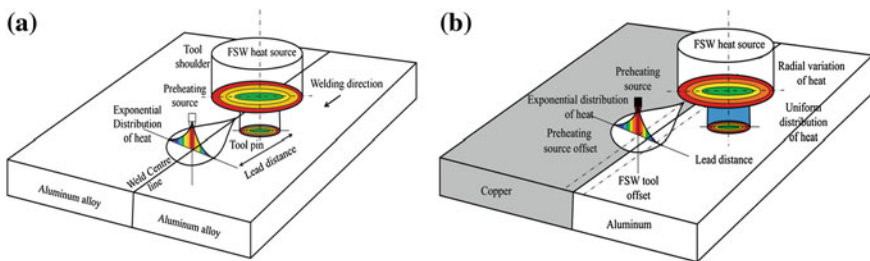 (a)
Tool
shoulder
FSW heat source
Welding direction
Preheating
source
Exponential
Distribution
of heat
Tool pin
Lead distance
Weld Centre
line
Aluminum alloy
Aluminum alloy
(b)
FSW heat source
Preheating
source
Radial variation
of heat
Exponential distribution
of heat
Uniform
distribution
of heat
Preheating
source offset
Lead distance
FSW tool
offset
Copper
Aluminum